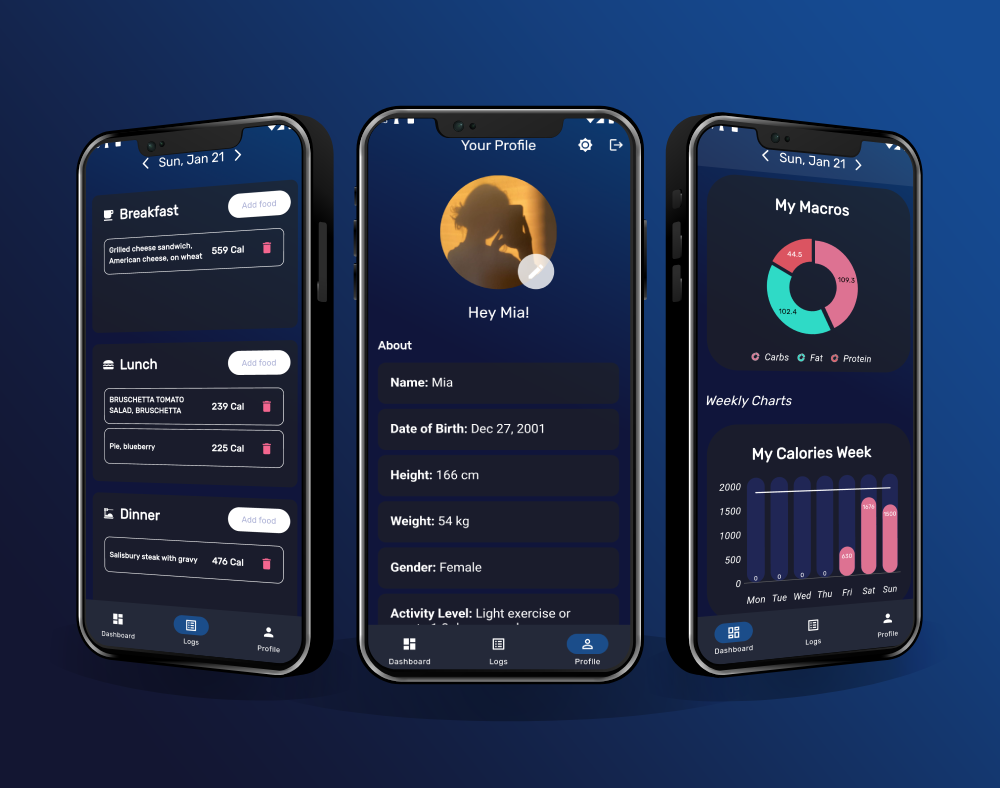 Sun, Jan 21
Breakfast
Add food
Grilled cheese sandwich,
American cheese, on wheat
559 Cal
Lunch
Add food
BRUSCHETTA TOMATO
SALAD, BRUSCHETTA
239 Cal
Pie, blueberry
225 Cal
Dinner
Add food
Salisbury steak with gravy
476 Cal
Dashboard
Logs
Profile
Your Profile
Hey Mia!
About
Name: Mia
Date of Birth: Dec 27, 2001
Height: 166 cm
Weight: 54 kg
Gender: Female
Activity Level: Light exercise or
Dashboard
Logs
Profile
Sun, Jan 21
My Macros
44.5
109.3
102.4
Carbs
Fat
Protein
Weekly Charts
My Calories Week
2000
1500
1000
500
0
0
0
0
0
630
1676
1500
Mon
Tue
Wed
Thu
Fri
Sat
Sun
Dashboard
Logs
Profile